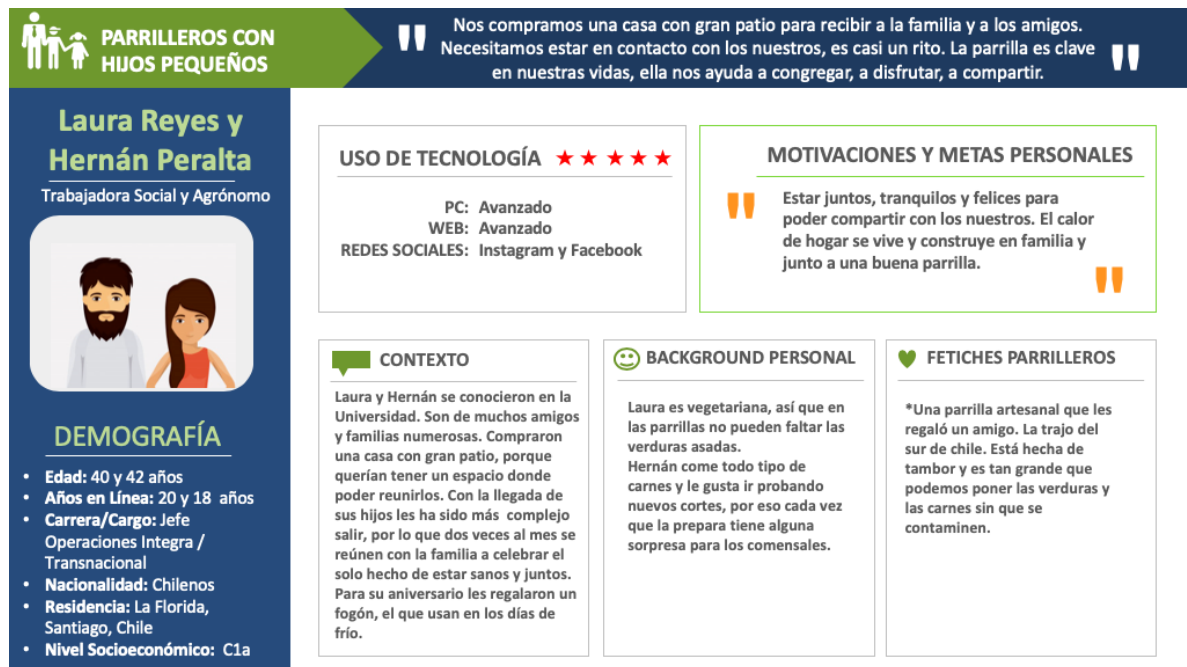 PARRILLEROS CON
HIJOS PEQUEÑOS
" Nos compramos una casa con gran patio para recibir a la familia y a los amigos.
Necesitamos estar en contacto con los nuestros, es casi un rito. La parrilla es clave
en nuestras vidas, ella nos ayuda a congregar, a disfrutar, a compartir. "
Laura Reyes y
Hernán Peralta
Trabajadora Social y Agrónomo
DEMOGRAFÍA
• Edad: 40 y 42 años
• Años en Línea: 20 y 18 años
• Carrera/Cargo: Jefe
Operaciones Integra /
Transnacional
• Nacionalidad: Chilenos
• Residencia: La Florida,
Santiago, Chile
• Nivel Socioeconómico: C1a
USO DE TECNOLOGÍA ★ ★ ★ ★ ★
PC: Avanzado
WEB: Avanzado
REDES SOCIALES: Instagram y Facebook
MOTIVACIONES Y METAS PERSONALES
" Estar juntos, tranquilos y felices para
poder compartir con los nuestros. El calor
de hogar se vive y construye en familia y
junto a una buena parrilla. "
CONTEXTO
Laura y Hernán se conocieron en la
Universidad. Son de muchos amigos
y familias numerosas. Compraron
una casa con gran patio, porque
querían tener un espacio donde
poder reunirlos. Con la llegada de
sus hijos les ha sido más complejo
salir, por lo que dos veces al mes se
reúnen con la familia a celebrar el
solo hecho de estar sanos y juntos.
Para su aniversario les regalaron un
fogón, el que usan en los días de
frío.
BACKGROUND PERSONAL
Laura es vegetariana, así que en
las parrillas no pueden faltar las
verduras asadas.
Hernán come todo tipo de
carnes y le gusta ir probando
nuevos cortes, por eso cada vez
que la prepara tiene alguna
sorpresa para los comensales.
FETICHES PARRILLEROS
*Una parrilla artesanal que les
regaló un amigo. La trajo del
sur de chile. Está hecha de
tambor y es tan grande que
podemos poner las verduras y
las carnes sin que se
contaminen.